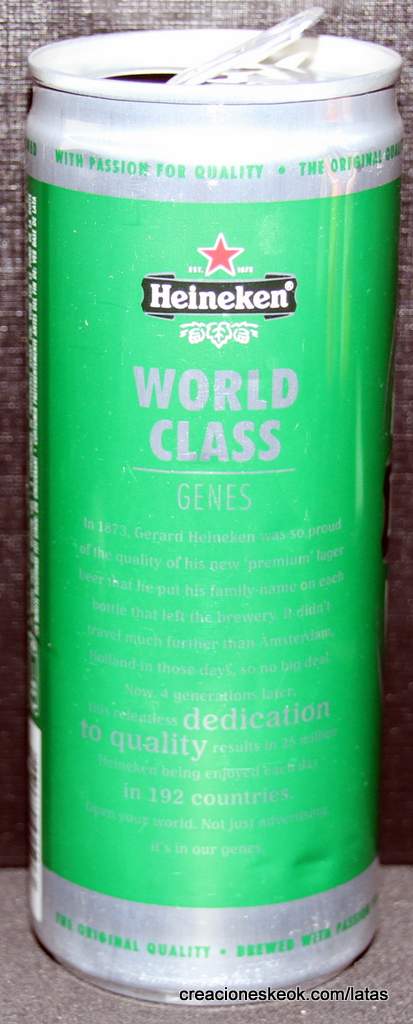 WITH PASSION FOR QUALITY • THE ORIGINAL
EST. 1873
Heineken®
WORLD
CLASS
GENES
In 1873, Gerard Heineken was so proud
of the quality of his new 'premium' lager
beer that he put his family-name on each
bottle that left the brewery. It didn't
travel much further than Amsterdam,
Holland in those days, so no big deal.
Now, 4 generations later,
this relentless dedication
to quality results in 25 million
Heineken being enjoyed each day
in 192 countries.
Open your world. Not just advertising
it's in our genes.
THE ORIGINAL QUALITY • BREWED WITH PASSION
creacioneskeok.com/latas